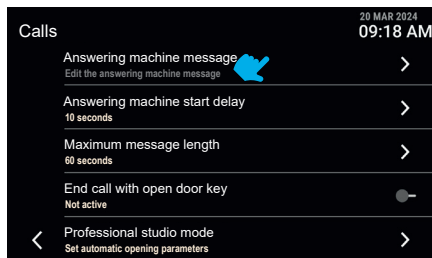 20 MAR 2024
Calls
09:18 AM
Answering machine message
Edit the answering machine message
Answering machine start delay
10 seconds
Maximum message length
60 seconds
End call with open door key
Not active
Professional studio mode
Set automatic opening parameters